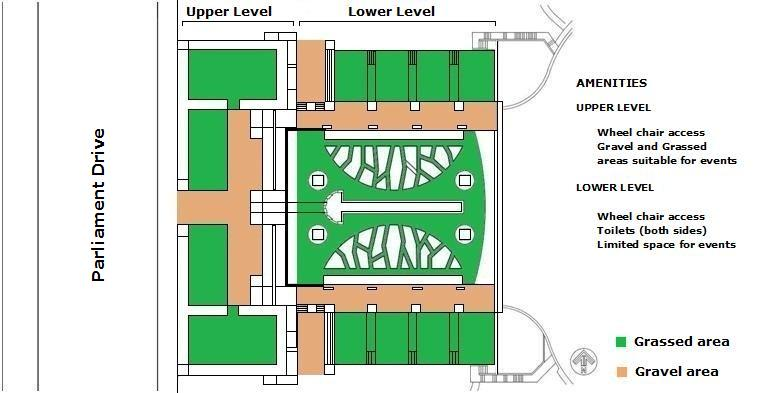 Upper Level
Lower Level
Parliament Drive
AMENITIES
UPPER LEVEL
Wheel chair access
Gravel and Grassed
areas suitable for events
LOWER LEVEL
Wheel chair access
Toilets (both sides)
Limited space for events
Grassed area
Gravel area